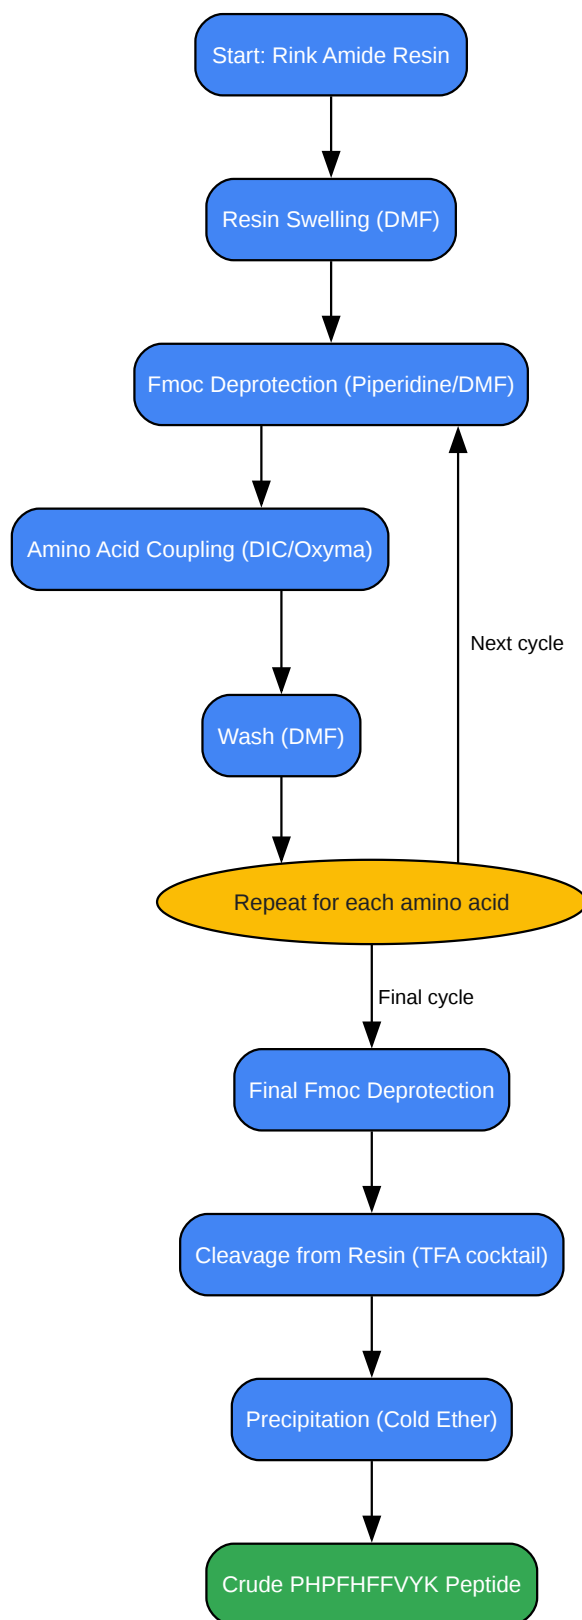 Start: Rink Amide Resin
Resin Swelling (DMF)
Fmoc Deprotection (Piperidine/DMF)
Amino Acid Coupling (DIC/Oxyma)
Next cycle
Wash (DMF)
Repeat for each amino acid
Final cycle
Final Fmoc Deprotection
Cleavage from Resin (TFA cocktail)
Precipitation (Cold Ether)
Crude PHPFHFFVYK Peptide